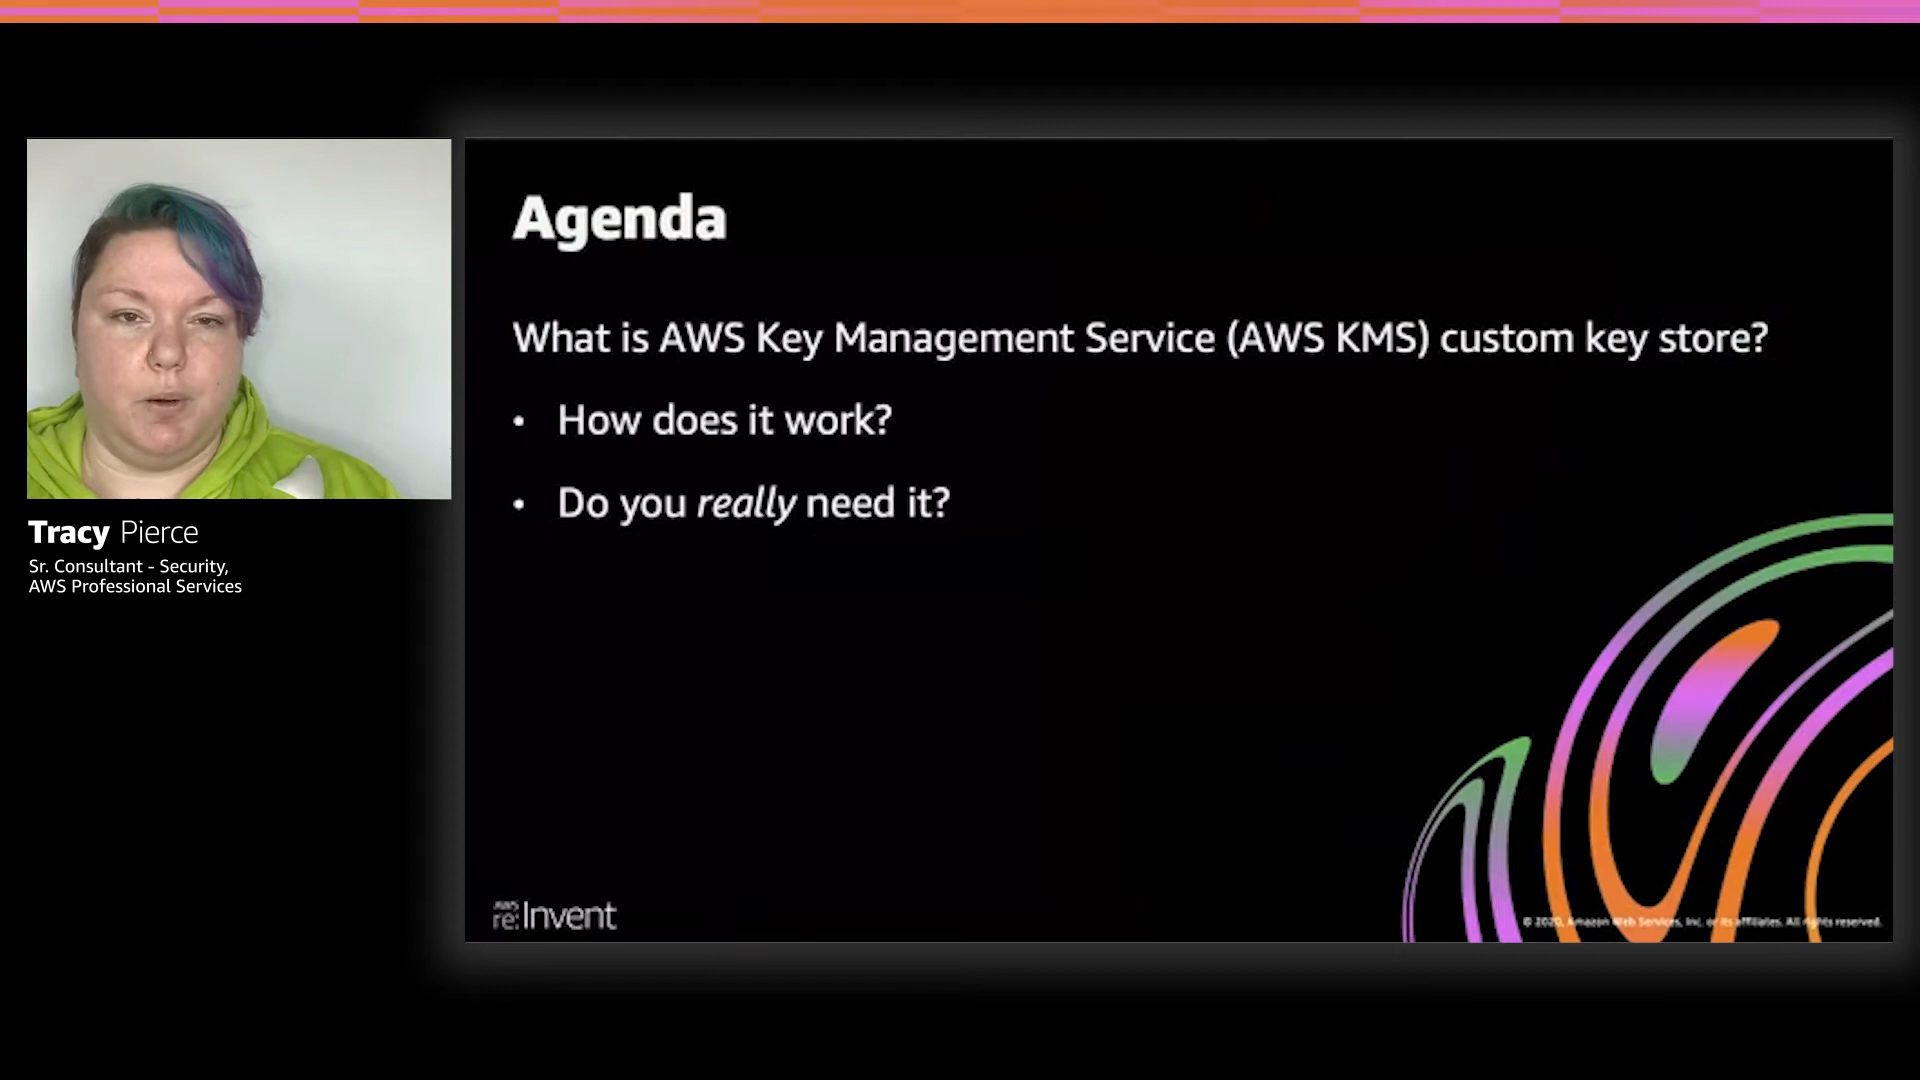 Tracy Pierce
Sr. Consultant - Security,
AWS Professional Services
Agenda
What is AWS Key Management Service (AWS KMS) custom key store?
• How does it work?
• Do you really need it?
AWS
re:Invent
© 2020, Amazon Web Services, Inc. or its affiliates. All rights reserved.